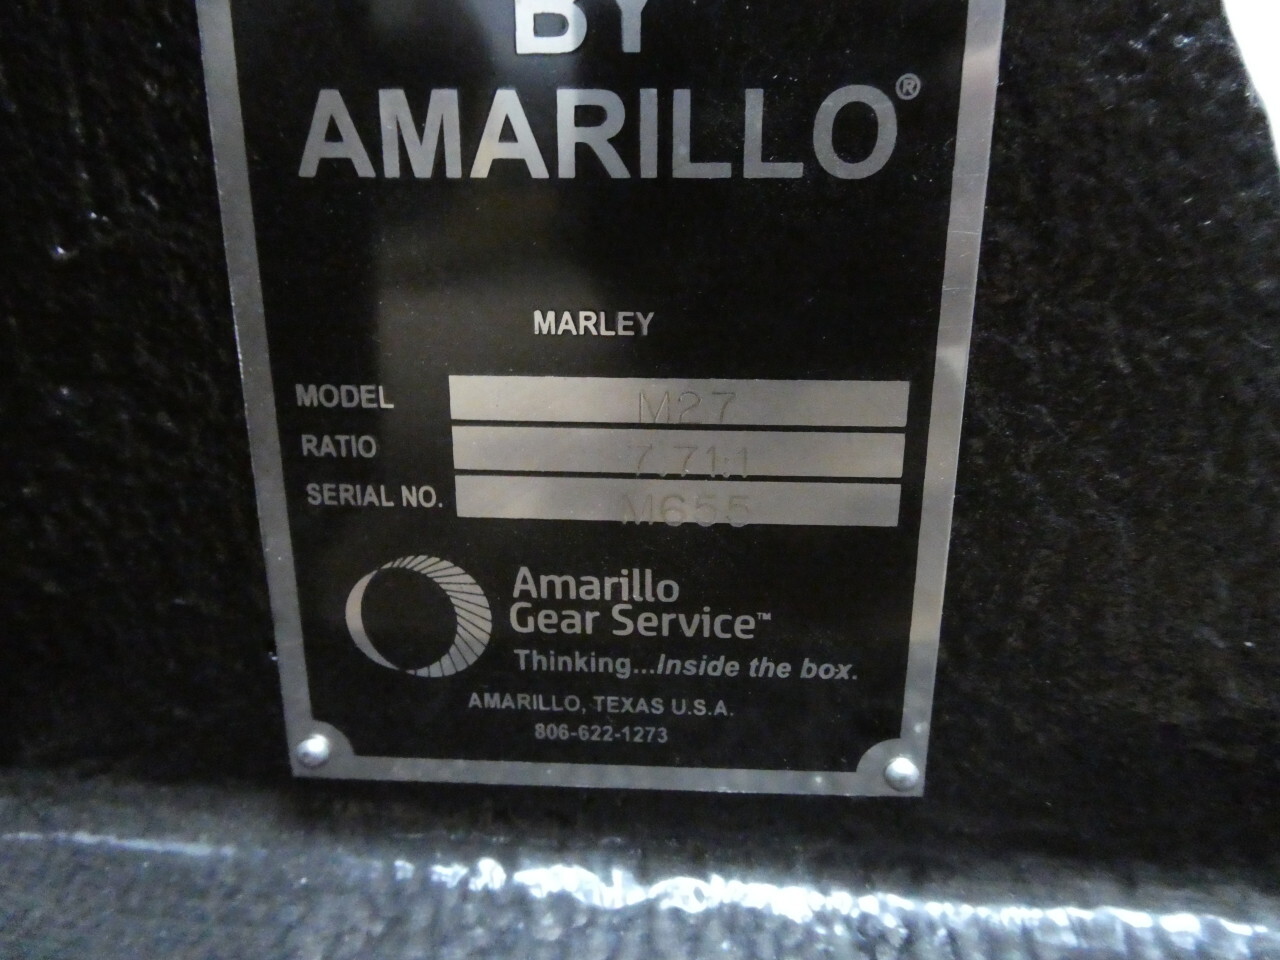 BY
AMARILLO®
MARLEY
MODEL M27
RATIO 7.71:1
SERIAL NO. M655
Amarillo
Gear Service™
Thinking...Inside the box.
AMARILLO, TEXAS U.S.A.
806-622-1273